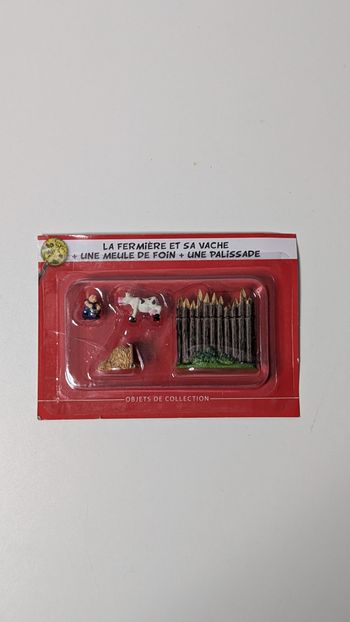 LA FERMIÈRE ET SA VACHE
+ UNE MEULE DE FOIN + UNE PALISSADE
OBJETS DE COLLECTION